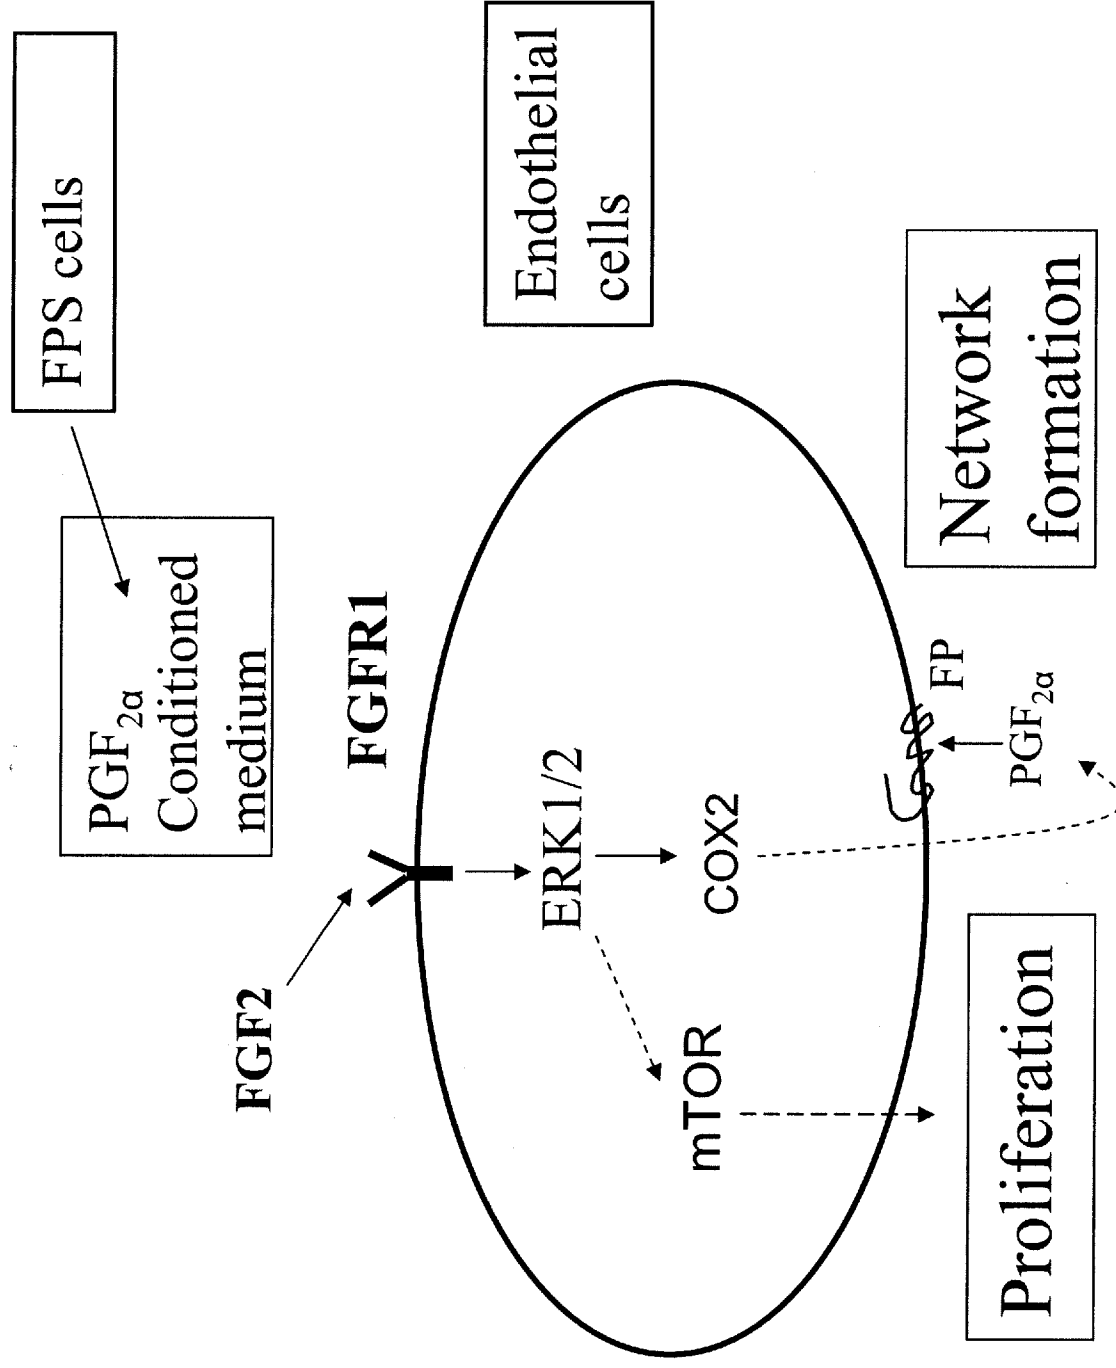 FPS cells
PGF₂α
Conditioned
medium
FGF2
FGFR1
Endothelial
cells
ERK1/2
mTOR
COX2
FP
PGF₂α
Proliferation
Network
formation